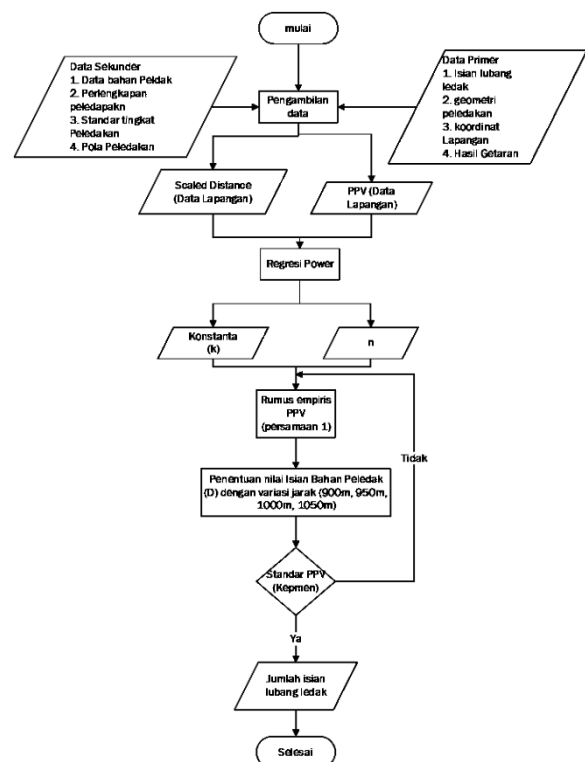 mulai
Data Sekunder
1. Data bahan Peldak
2. Perlengkapan
peledapakn
3. Standar tingkat
Peledakan
4. Pola Peledakan
Pengambilan
data
Data Primer
1. Isian lubang
ledak
2. geometri
peledakan
3. koordinat
Lapangan
4. Hasil Getaran
Scaled Distance
(Data Lapangan)
PPV (Data
Lapangan)
Regresi Power
Konstanta
(k)
n
Rumus empiris
PPV
(persamaan 1)
Tidak
Penentuan nilai Isian Bahan Peledak
(D) dengan variasi jarak (900m, 950m,
1000m, 1050m)
Standar PPV
(Kepmen)
Ya
Jumlah isian
lubang ledak
Selesai